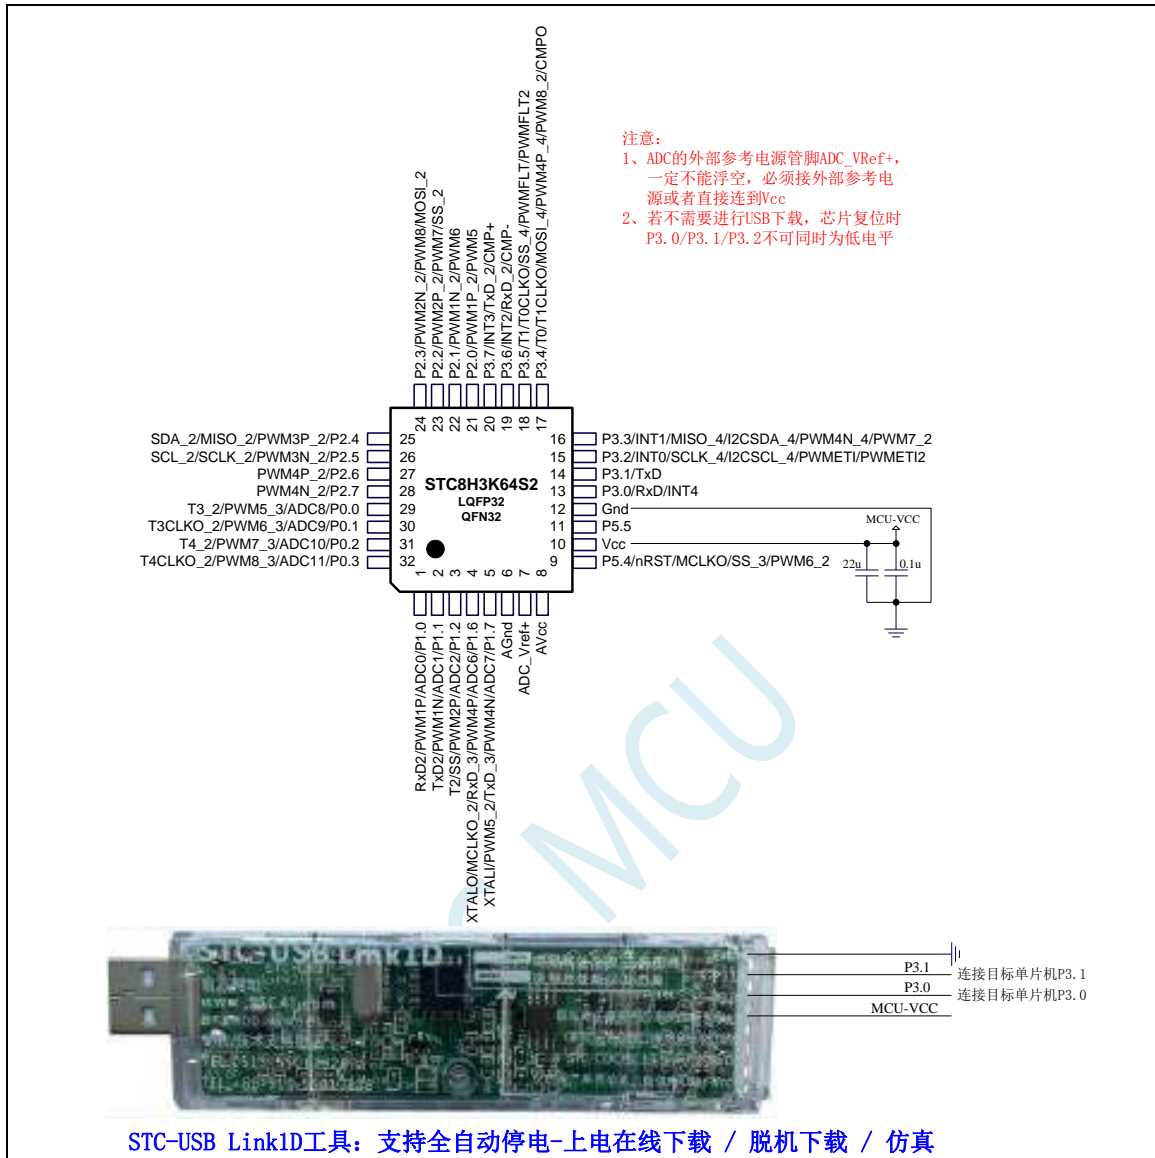 P2.3/PWM2N_2/PWM8/MOSI_2
P2.2/PWM2P_2/PWM7/SS_2
P2.1/PWM1N_2/PWM6
P2.0/PWM1P_2/PWM5
P3.7/INT3/TxD_2/CMP+
P3.6/INT2/RxD_2/CMP-
P3.5/T1/T0CLKO/SS_4/PWMFLT/PWMFLT2
P3.4/T0/T1CLKO/MOSI_4/PWM4P_4/PWM8_2/CMPO
注意:
1、ADC的外部参考电源管脚ADC_VRef+,
一定不能浮空, 必须接外部参考电
源或者直接连到Vcc
2、若不需要进行USB下载, 芯片复位时
P3.0/P3.1/P3.2不可同时为低电平
24 23 22 21 20 19 18 17
SDA_2/MISO_2/PWM3P_2/P2.4 25
SCL_2/SCLK_2/PWM3N_2/P2.5 26
PWM4P_2/P2.6 27
PWM4N_2/P2.7 28
T3_2/PWM5_3/ADC8/P0.0 29
T3CLKO_2/PWM6_3/ADC9/P0.1 30
T4_2/PWM7_3/ADC10/P0.2 31
T4CLKO_2/PWM8_3/ADC11/P0.3 32
STC8H3K64S2
LQFP32
QFN32
16 P3.3/INT1/MISO_4/I2CSDA_4/PWM4N_4/PWM7_2
15 P3.2/INT0/SCLK_4/I2CSCL_4/PWMETI/PWMETI2
14 P3.1/TxD
13 P3.0/RxD/INT4
12 Gnd
11 P5.5
10 Vcc
9 P5.4/nRST/MCLKO/SS_3/PWM6_2
MCU-VCC
22u 0.1u
1 2 3 4 5 6 7 8
RxD2/PWM1P/ADC0/P1.0
TxD2/PWM1N/ADC1/P1.1
T2/SS/PWM2P/ADC2/P1.2
XTALO/MCLKO_2/RxD_3/PWM4P/ADC6/P1.6
XTALI/PWM5_2/TxD_3/PWM4N/ADC7/P1.7
AGnd
ADC_Vref+
AVcc
MCU
STC-USB Link1D
P3.1 连接目标单片机P3.1
P3.0 连接目标单片机P3.0
MCU-VCC
STC-USB Link1D工具: 支持全自动停电-上电在线下载 / 脱机下载 / 仿真